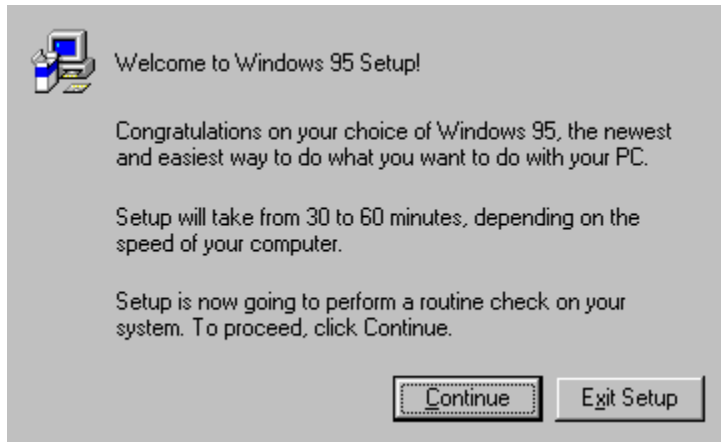 Welcome to Windows 95 Setup!
Congratulations on your choice of Windows 95, the newest
and easiest way to do what you want to do with your PC.
Setup will take from 30 to 60 minutes, depending on the
speed of your computer.
Setup is now going to perform a routine check on your
system. To proceed, click Continue.
Continue
Exit Setup